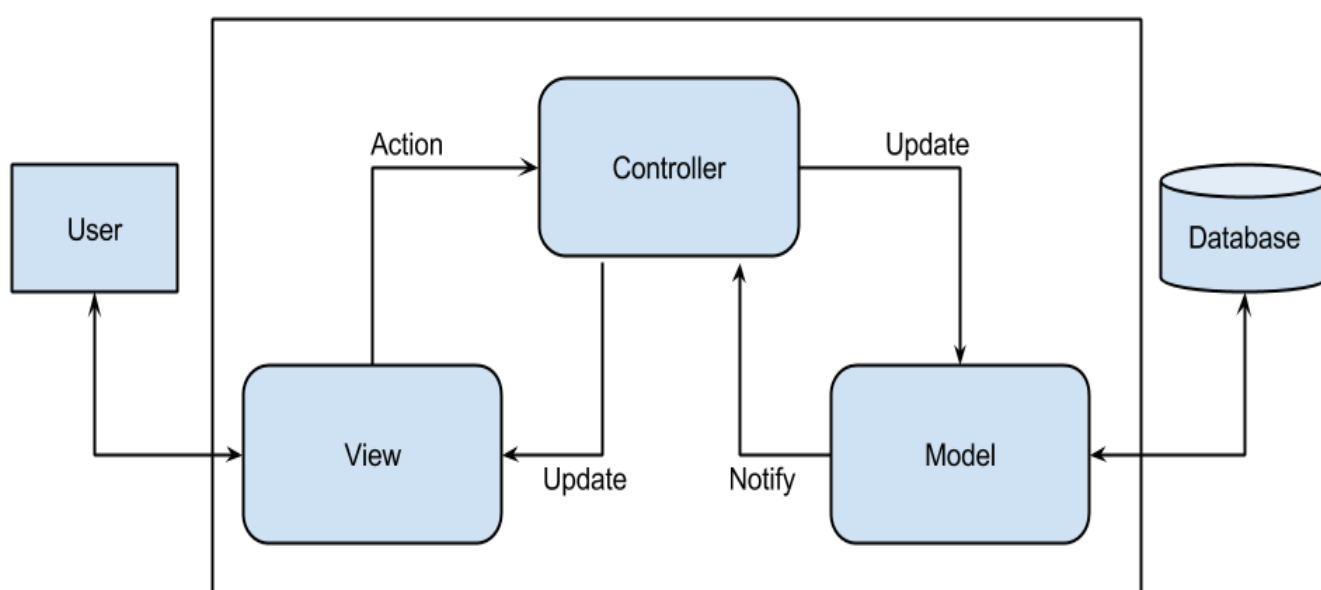 Action
Controller
Update
User
Database
View
Update
Notify
Model